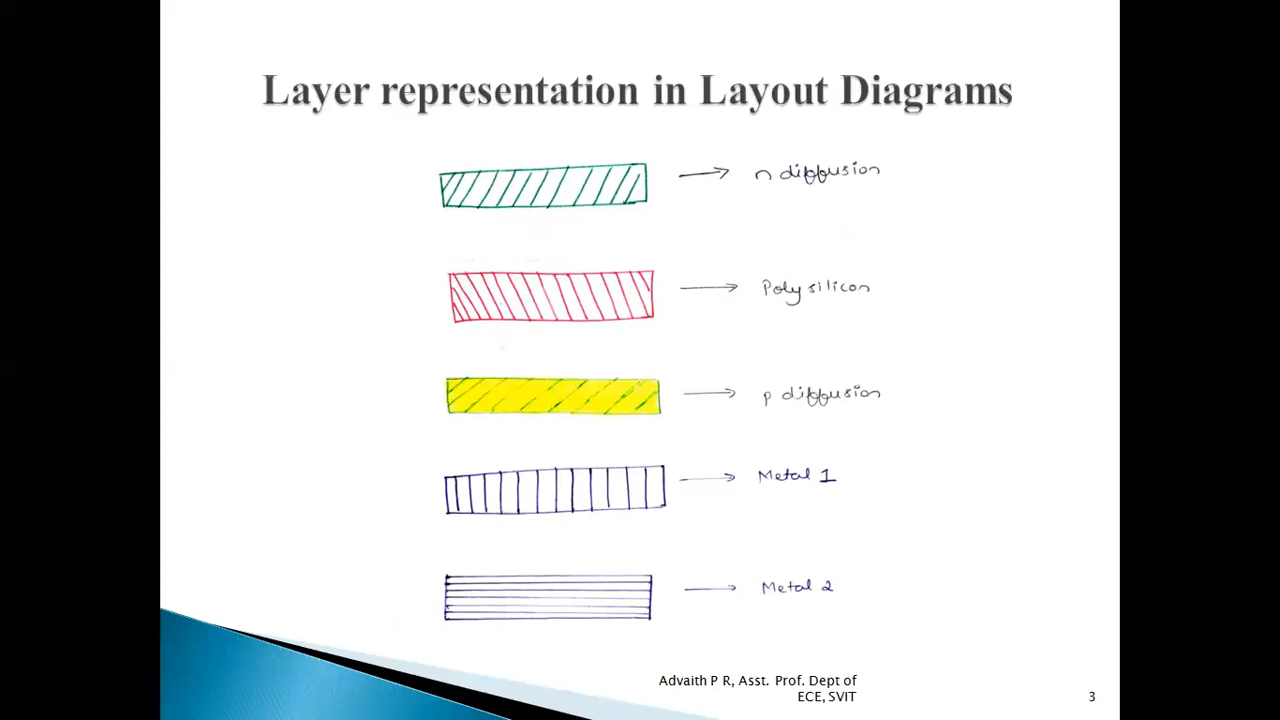 Layer representation in Layout Diagrams
n diffusion
Poly silicon
p diffusion
Metal 1
Metal 2
Advaith P R, Asst. Prof. Dept of
ECE, SVIT
3